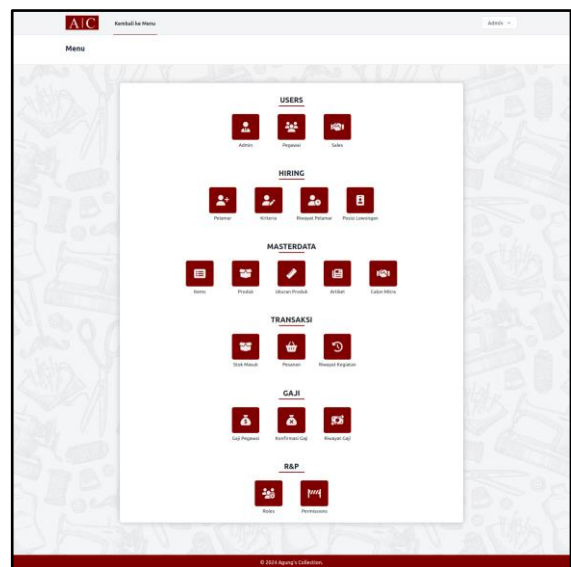 A|C Kembali ke Menu Admin
Menu
USERS
Admin Pegawai Sales
HIRING
Pelamar Kriteria Riwayat Pelamar Posisi Lowongan
MASTERDATA
Items Produk Ukuran Produk Artikel Calon Mitra
TRANSAKSI
Stok Masuk Pesanan Riwayat Kegiatan
GAJI
Gaji Pegawai Konfirmasi Gaji Riwayat Gaji
R&P
Roles Permissions
© 2024 Agung's Collection.